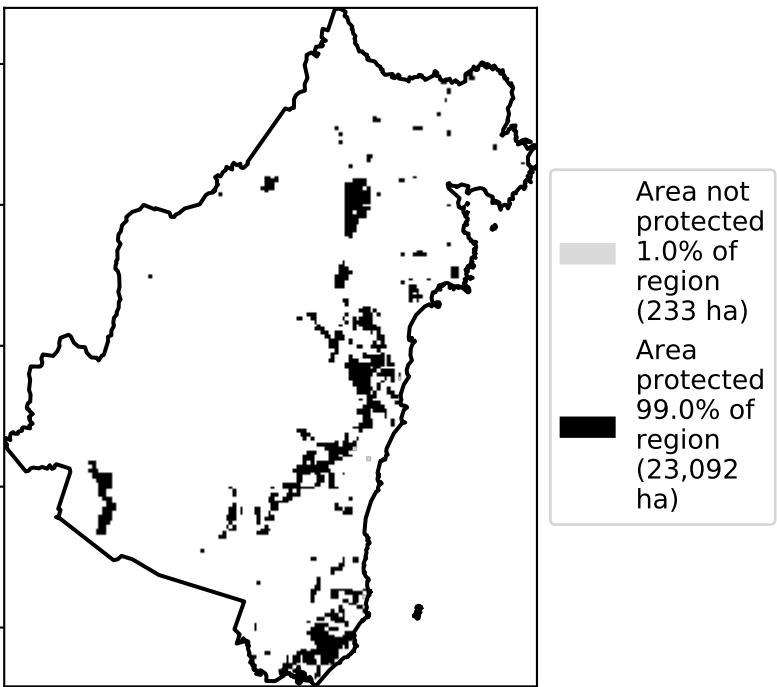 Area not
protected
1.0% of
region
(233 ha)
Area
protected
99.0% of
region
(23,092
ha)